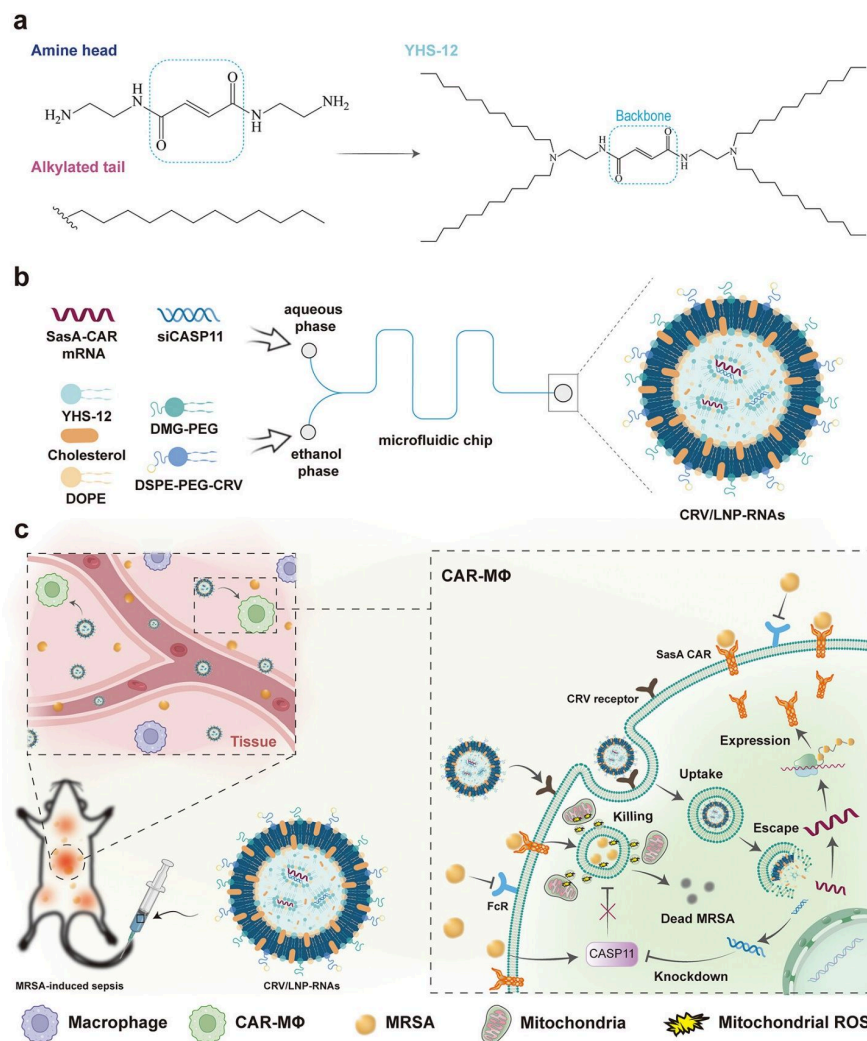 a
Amine head
YHS-12
H₂N
H
N
O
O
N
H
NH₂
Backbone
Alkylated tail
N
H
N
O
O
N
H
N
b
SasA-CAR
mRNA
siCASP11
aqueous
phase
YHS-12
Cholesterol
DOPE
DMG-PEG
DSPE-PEG-CRV
ethanol
phase
microfluidic chip
CRV/LNP-RNAs
c
Tissue
CAR-MΦ
SasA CAR
CRV receptor
Expression
Uptake
Killing
Escape
FcR
Dead MRSA
CASP11
Knockdown
MRSA-induced sepsis
CRV/LNP-RNAs
Macrophage
CAR-MΦ
MRSA
Mitochondria
Mitochondrial ROS